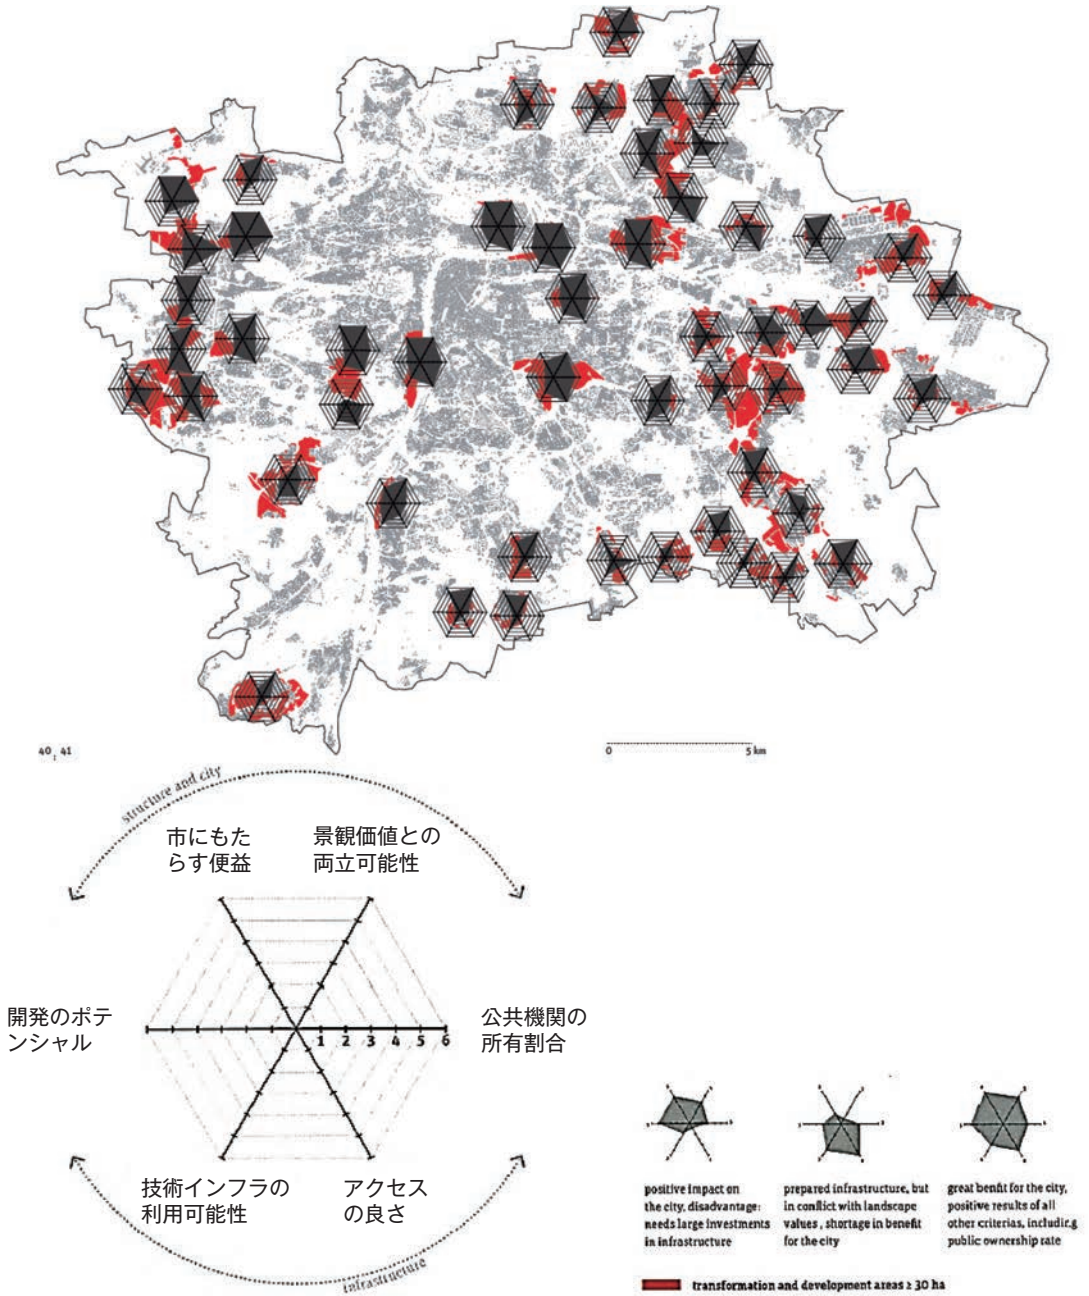 40, 41
0 5 km
structure and city
市にもた
らす便益
景観価値との
両立可能性
開発のポテ
ンシャル
1 2 3 4 5 6
公共機関の
所有割合
技術インフラの
利用可能性
アクセス
の良さ
infrastructure
positive impact on
the city, disadvantage:
needs large investments
in infrastructure
prepared infrastructure, but
in conflict with landscape
values , shortage in benefit
for the city
great benfit for the city,
positive results of all
other criterias, including
public ownership rate
transformation and development areas ≥ 30 ha